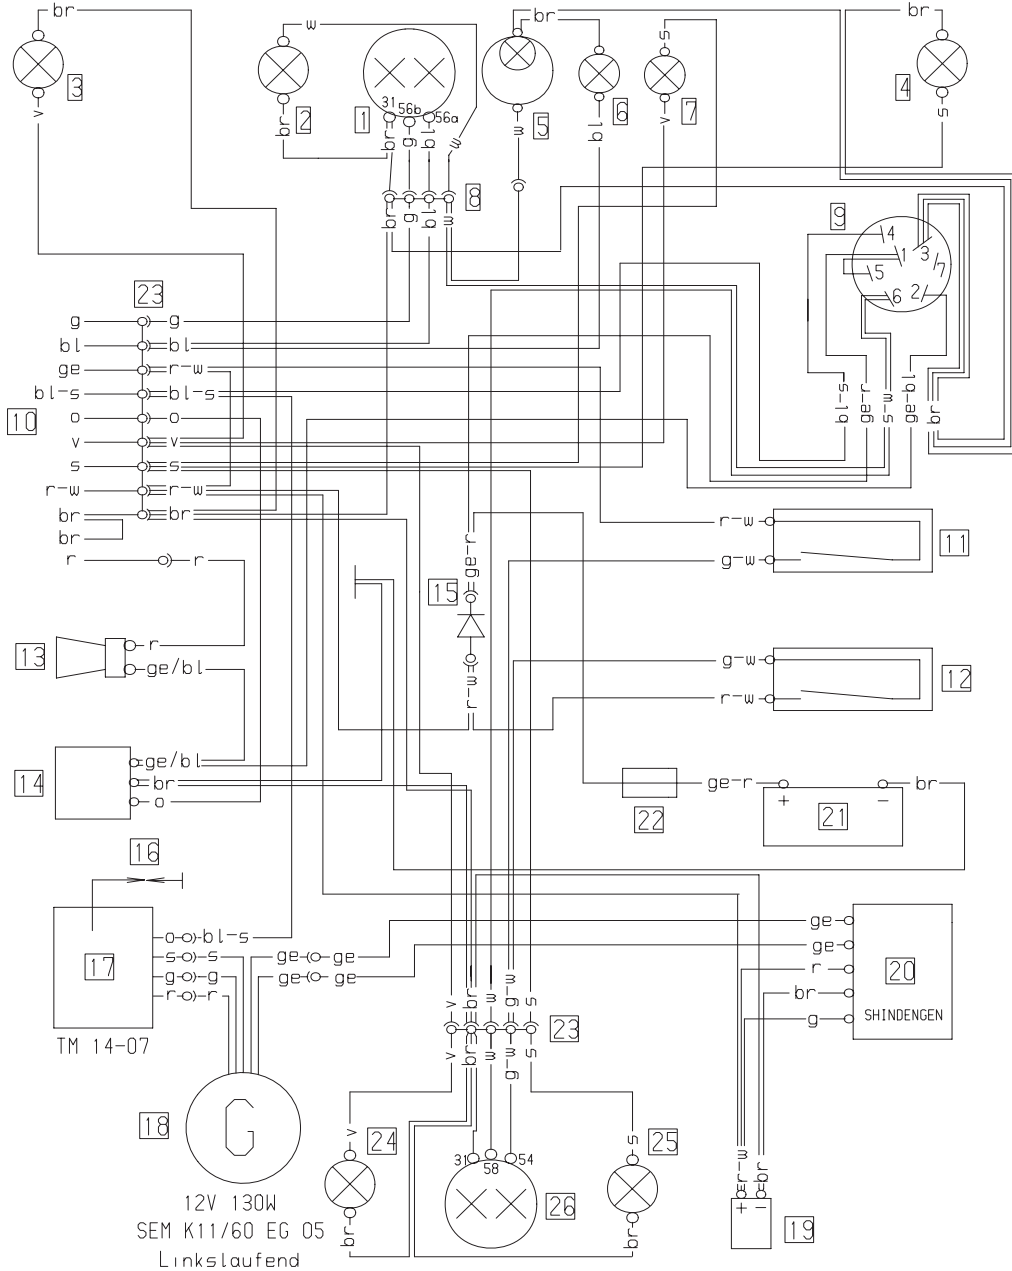 br
w
br
s
br
3
br
2
1
31
56b
56a
br
g
bl
w
5
w
6
bl
7
v
4
s
v
8
br
g
bl
w
9
4
1
3
5
7
6
2
23
g
g
bl
bl
ge
r-w
bl-s
bl-s
10
o
o
v
v
s
s
r-w
r-w
br
br
br
r
r
bl-s
ge-r
s-w
ge-bl
br
r-w
11
g-w
ge-r
15
13
r
ge/bl
g-w
12
r-w
r-w
14
ge/bl
br
o
22
ge-r
+
21
-
br
16
17
o
bl-s
s
s
g
g
r
r
TM 14-07
ge
ge
ge
ge
ge
ge
r
br
g
20
SHINDENGEN
v
br
w
g-w
s
23
v
br
w
g-w
s
18
G
12V 130W
SEM K11/60 EG 05
Linkslaufend
v
24
br
31
58
54
26
s
25
br
r-w
br
+
-
19